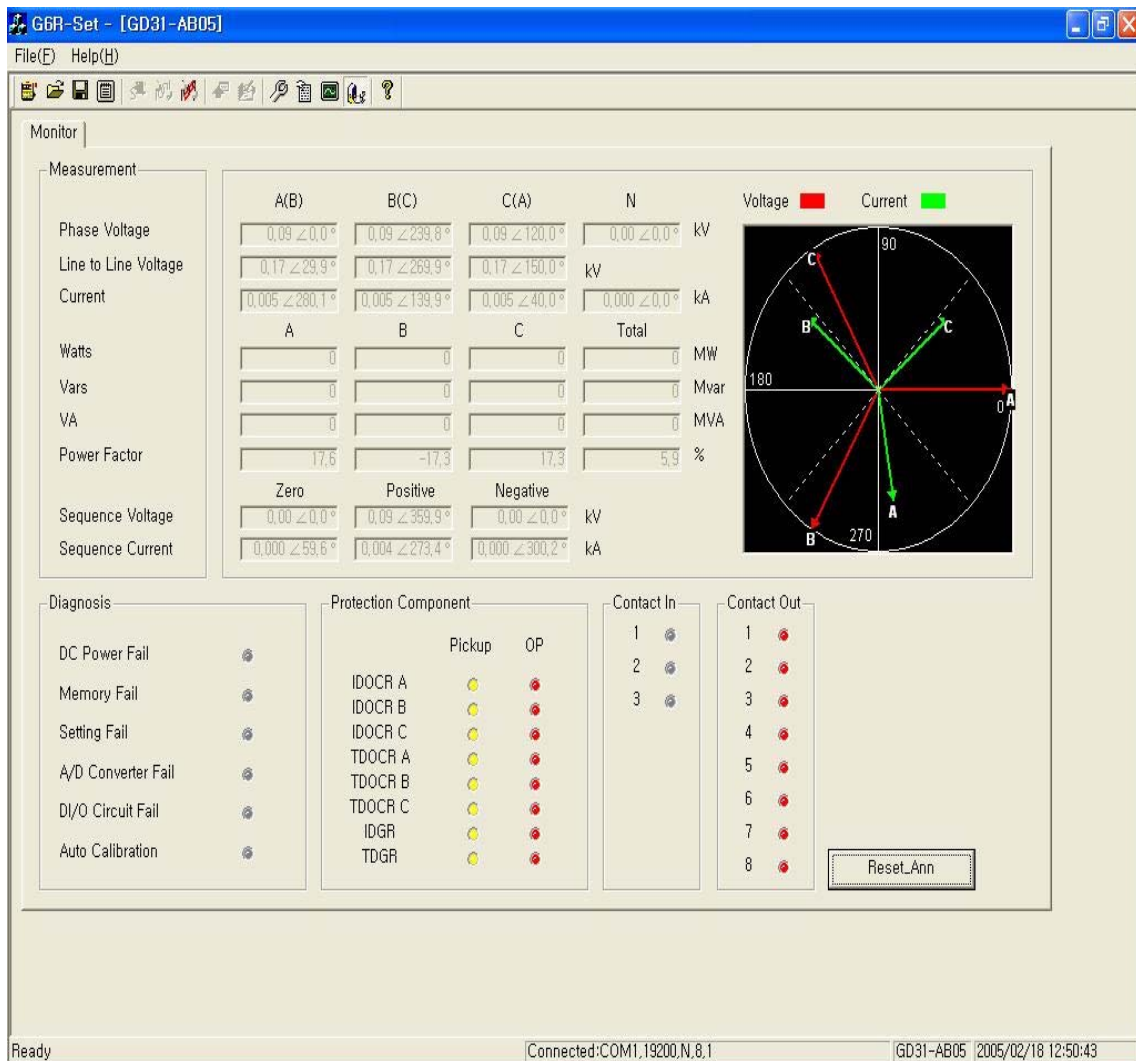 G6R-Set - [GD31-AB05]
File(F) Help(H)
Monitor
Measurement
A(B) B(C) C(A) N
Phase Voltage 0,09 ∠0,0° 0,09 ∠239,8° 0,09 ∠120,0° 0,00 ∠0,0° kV
Line to Line Voltage 0,17 ∠29,9° 0,17 ∠269,9° 0,17 ∠150,0° kV
Current 0,005 ∠280,1° 0,005 ∠139,9° 0,005 ∠40,0° 0,000 ∠0,0° kA
A B C Total
Watts 0 0 0 0 MW
Vars 0 0 0 0 Mvar
VA 0 0 0 0 MVA
Power Factor 17,6 -17,3 17,3 5,9 %
Zero Positive Negative
Sequence Voltage 0,00 ∠0,0° 0,09 ∠359,9° 0,00 ∠0,0° kV
Sequence Current 0,000 ∠59,6° 0,004 ∠273,4° 0,000 ∠300,2° kA
Voltage Current
90
C
B C
180
0 A
A
B 270
Diagnosis
DC Power Fail
Memory Fail
Setting Fail
A/D Converter Fail
DI/O Circuit Fail
Auto Calibration
Protection Component
Pickup OP
IDOCR A
IDOCR B
IDOCR C
TDOCR A
TDOCR B
TDOCR C
IDGR
TDGR
Contact In
1
2
3
Contact Out
1
2
3
4
5
6
7
8
Reset_Ann
Ready Connected:COM1,19200,N,8,1 GD31-AB05 2005/02/18 12:50:43